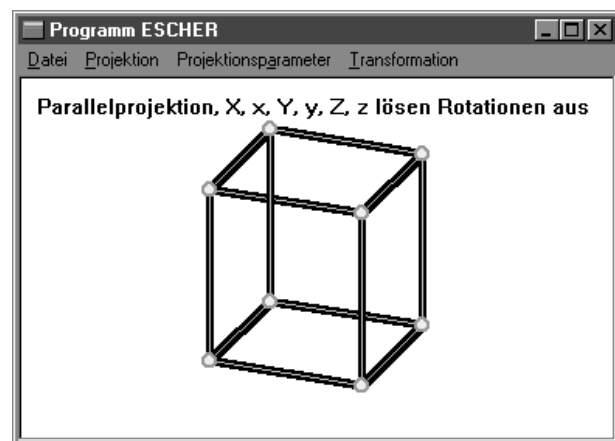 Programm ESCHER
Datei Projektion Projektionsparameter Transformation
Parallelprojektion, X, x, Y, y, Z, z lösen Rotationen aus